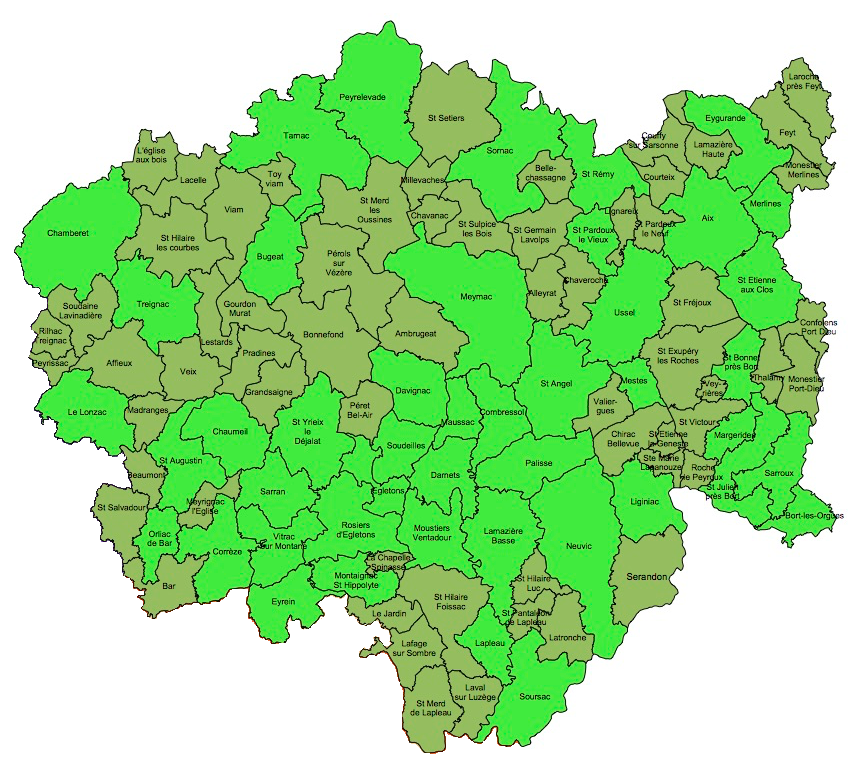 Laroche
près Feyt
Peyrelevade
St Setiers
Eygurande
Feyt
Tarnac
Couffy
sur Sarsonne
Lamazière
Haute
L'église
aux bois
Sornac
Monestier
Merlines
Lacelle
Toy
viam
Millevaches
Belle-
chassagne
St Rémy
Courteix
St Merd
les
Oussines
Merlines
Viam
Chavanac
Lignareix
Aix
Chamberet
St Hilaire
les courbes
St Sulpice
les Bois
St Germain
Lavolps
St Pardoux
le Vieux
St Pardoux
le Neuf
Bugeat
Pérols
sur
Vézère
Alleyrat
Chaveroche
St Etienne
aux Clos
Meymac
Soudaine
Lavinadière
Treignac
Gourdon
Murat
St Fréjoux
Ussel
Confolens
Port Dieu
Rilhac
Treignac
Lestards
Bonnefond
Ambrugeat
Peyrissac
Affieux
Veix
Pradines
St Exupéry
les Roches
St Bonnet
près Bort
Thalamy
Monestier
Port-Dieu
Grandsaigne
Davignac
St Angel
Mestes
Vey-
rières
Le Lonzac
Madranges
Péret
Bel-Air
Maussac
Combressol
Valier-
gues
Chaumeil
St Yrieix
le
Déjalat
Soudeilles
Chirac
Bellevue
St Etienne
la Geneste
St Victour
Margerides
Beaumont
St Augustin
Darnets
Palisse
Ste Marie
Lapanouze
Roche
le Peyroux
Sarroux
St Salvadour
Meyrignac
l'Eglise
Sarran
Egletons
Liginiac
St Julien
près Bort
Bort-les-Orgues
Orliac
de Bar
Corrèze
Vitrac
sur Montane
Rosiers
d'Egletons
Moustiers
Ventadour
Lamazière
Basse
Neuvic
Bar
La Chapelle
Spinasse
Montaignac
St Hippolyte
St Hilaire
Luc
Serandon
Eyrein
Le Jardin
St Hilaire
Foissac
St Pantaléon
de Lapleau
Lafage
sur Sombre
Lapleau
Latronche
St Merd
de Lapleau
Laval
sur Luzège
Soursac